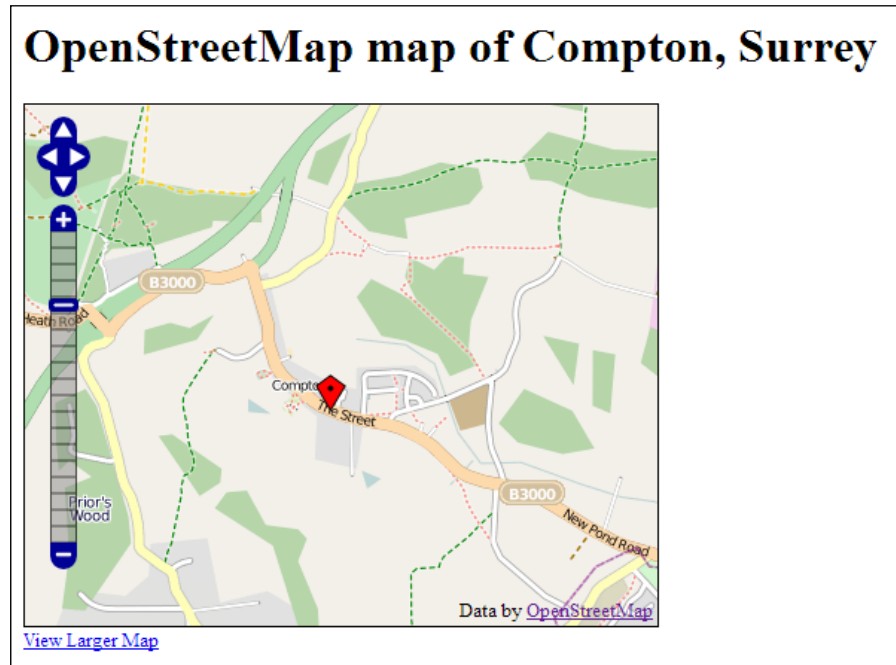 OpenStreetMap map of Compton, Surrey
B3000
Heath Road
The Street
B3000
Prior's
Wood
New Pond Road
Data by OpenStreetMap
View Larger Map